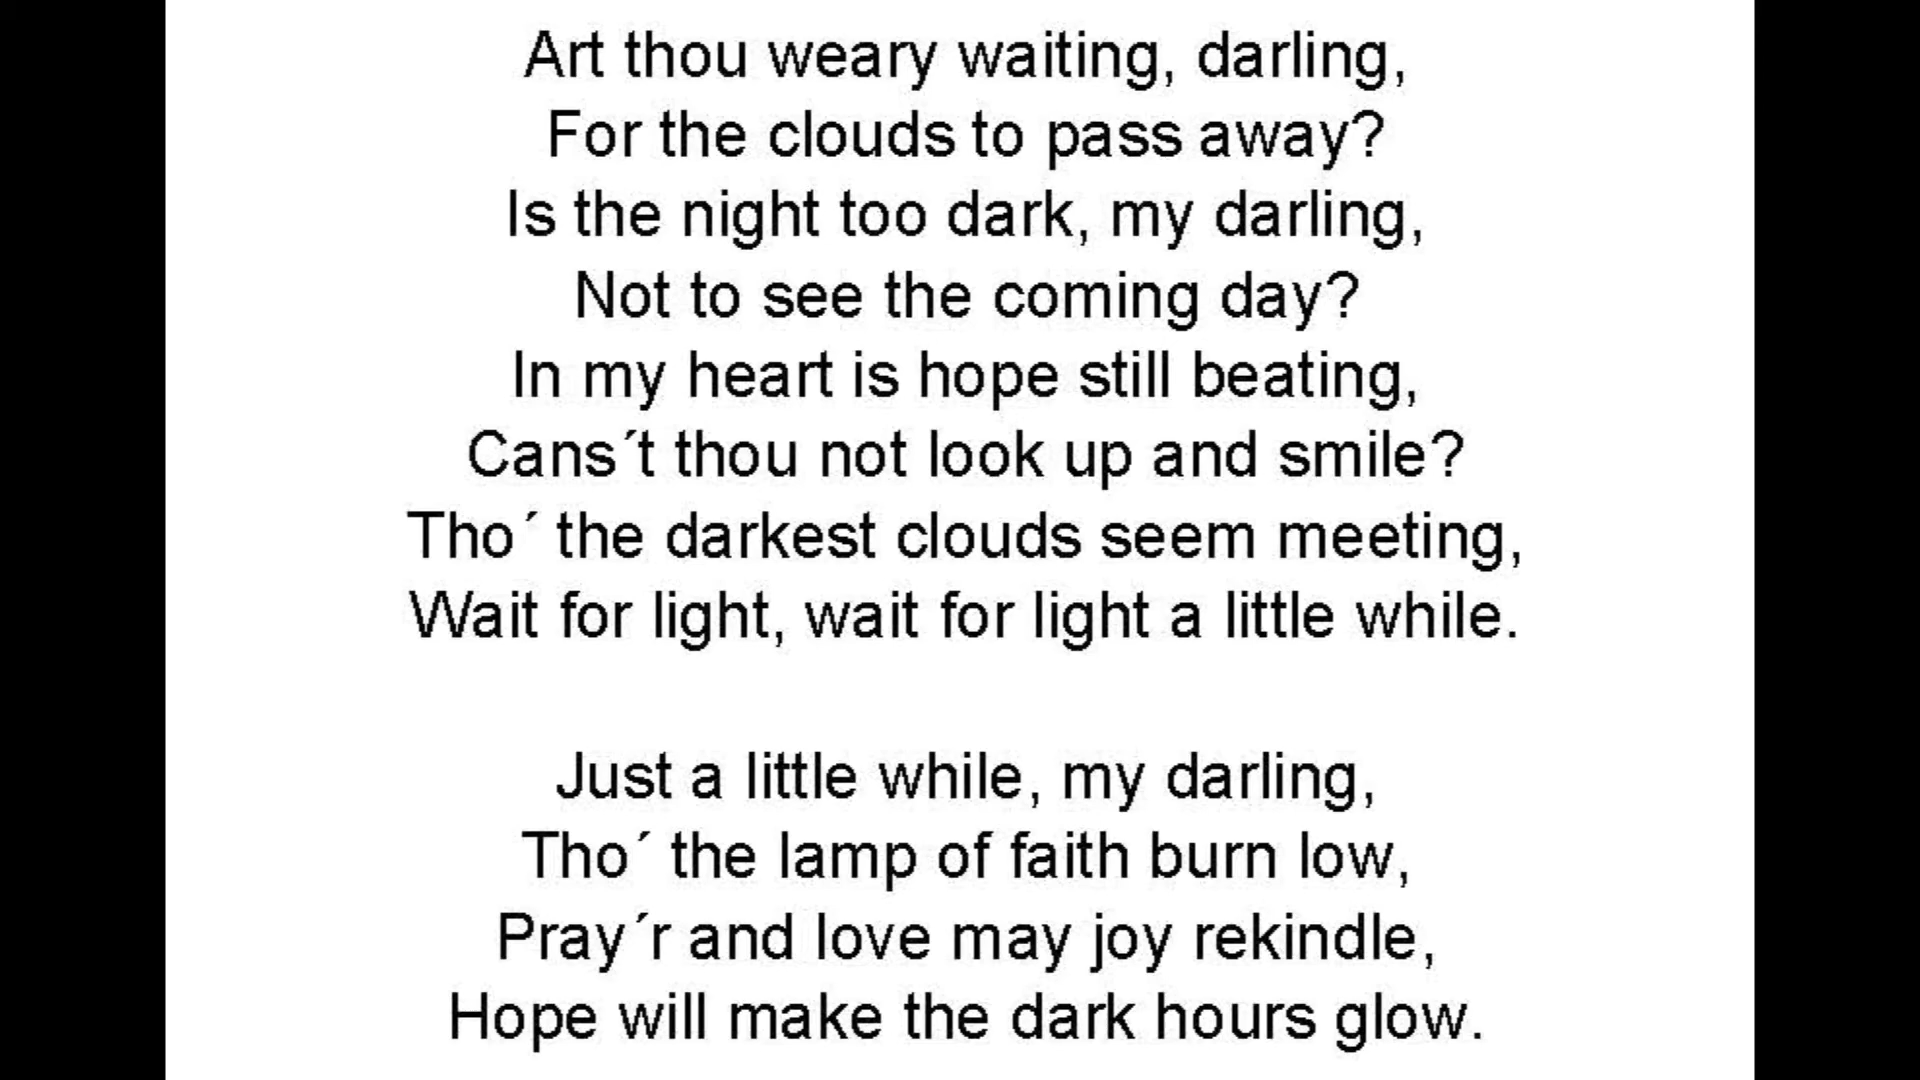 Art thou weary waiting, darling,
For the clouds to pass away?
Is the night too dark, my darling,
Not to see the coming day?
In my heart is hope still beating,
Cans´t thou not look up and smile?
Tho´ the darkest clouds seem meeting,
Wait for light, wait for light a little while.
Just a little while, my darling,
Tho´ the lamp of faith burn low,
Pray´r and love may joy rekindle,
Hope will make the dark hours glow.